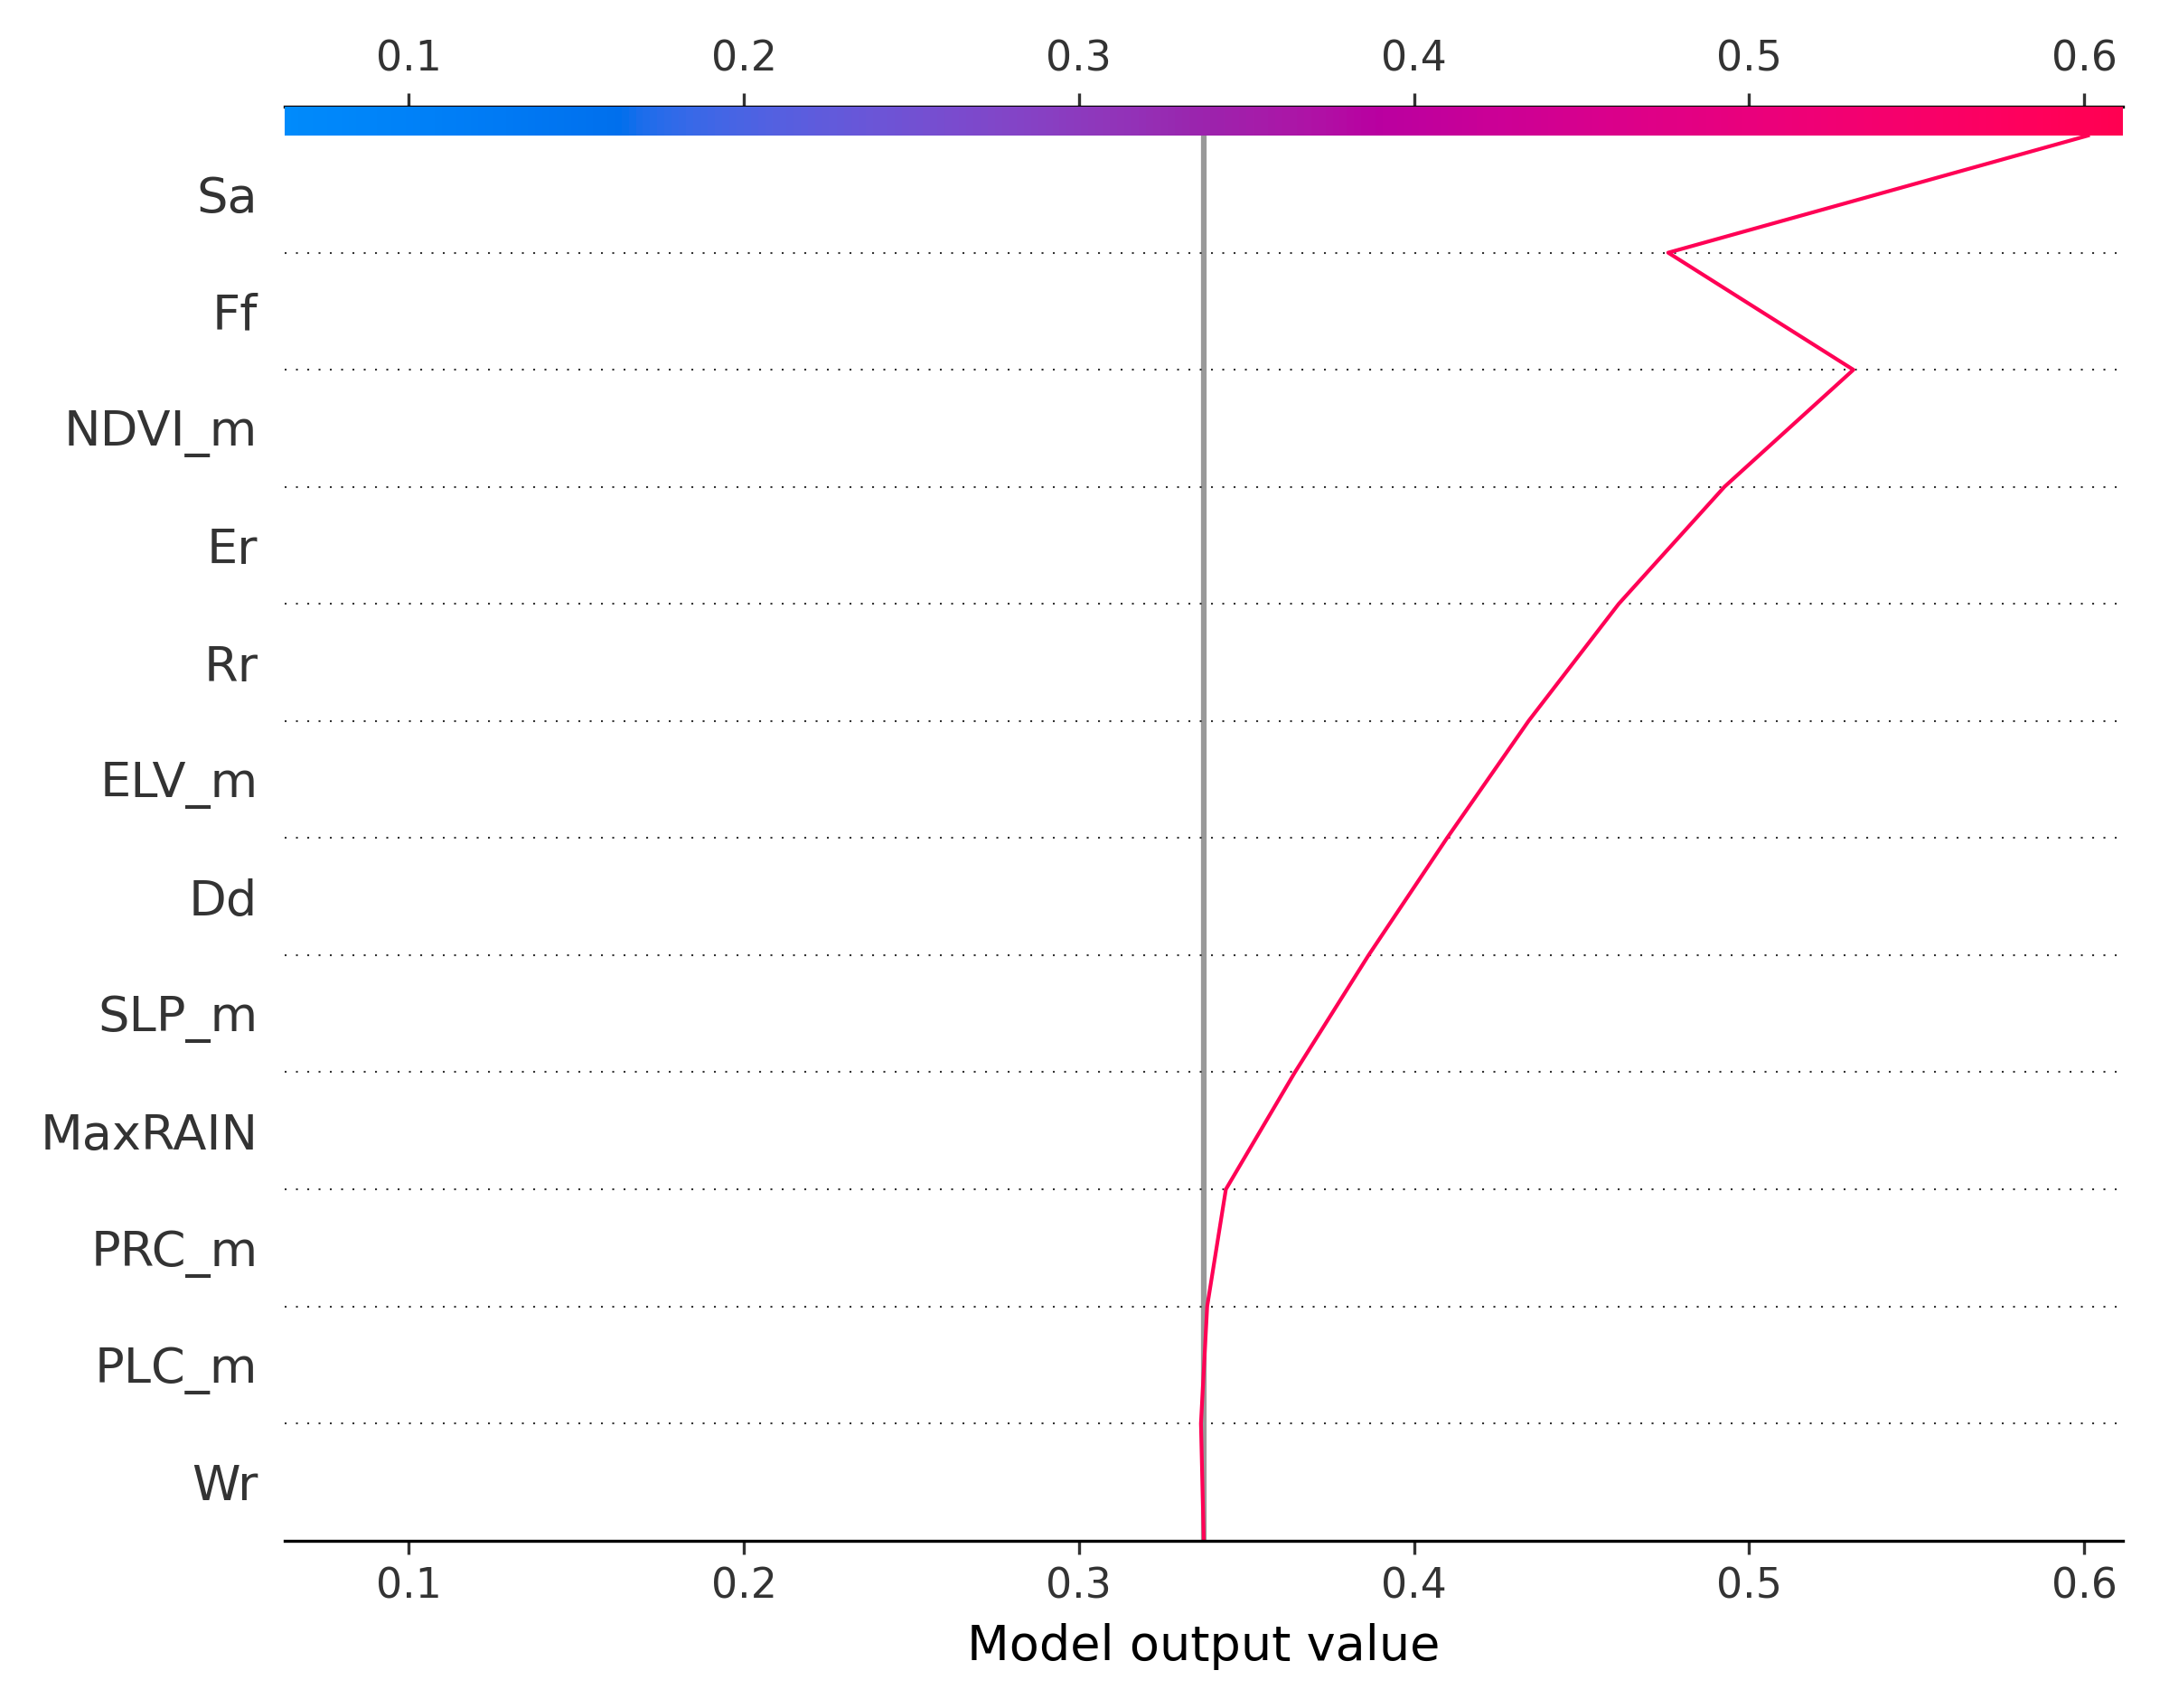 0.1 0.2 0.3 0.4 0.5 0.6
Sa
Ff
NDVI_m
Er
Rr
ELV_m
Dd
SLP_m
MaxRAIN
PRC_m
PLC_m
Wr
0.1 0.2 0.3 0.4 0.5 0.6
Model output value